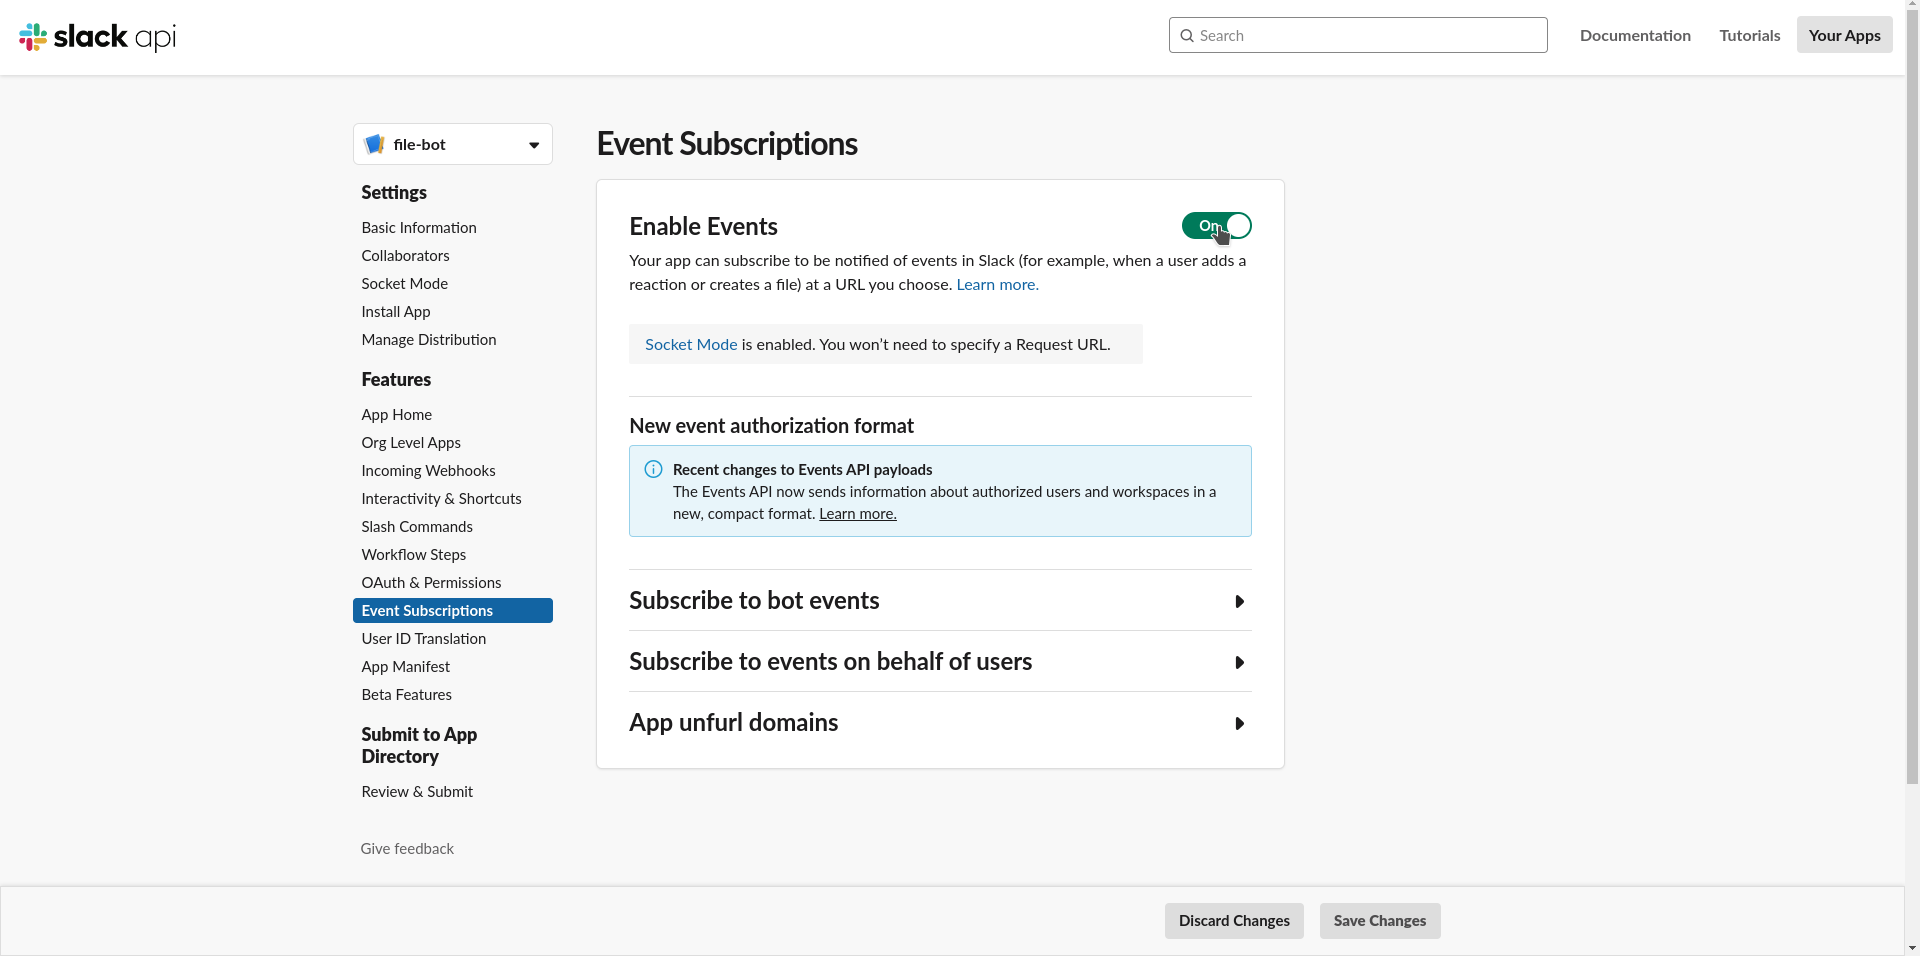 slack api
Search
Documentation
Tutorials
Your Apps
file-bot
Settings
Basic Information
Collaborators
Socket Mode
Install App
Manage Distribution
Features
App Home
Org Level Apps
Incoming Webhooks
Interactivity & Shortcuts
Slash Commands
Workflow Steps
OAuth & Permissions
Event Subscriptions
User ID Translation
App Manifest
Beta Features
Submit to App
Directory
Review & Submit
Give feedback
Event Subscriptions
Enable Events
On
Your app can subscribe to be notified of events in Slack (for example, when a user adds a
reaction or creates a file) at a URL you choose. Learn more.
Socket Mode is enabled. You won’t need to specify a Request URL.
New event authorization format
Recent changes to Events API payloads
The Events API now sends information about authorized users and workspaces in a
new, compact format. Learn more.
Subscribe to bot events
Subscribe to events on behalf of users
App unfurl domains
Discard Changes
Save Changes